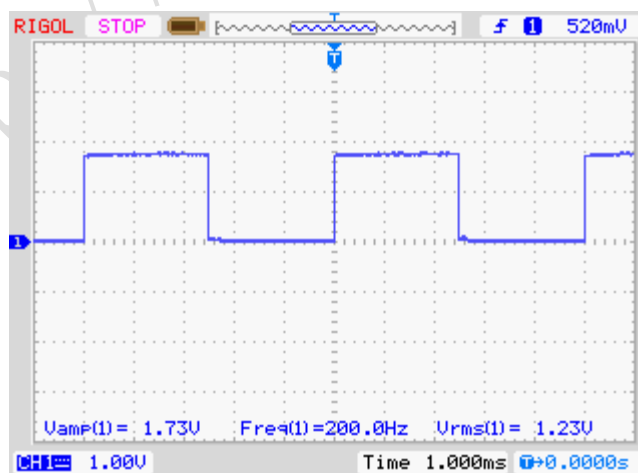 RIGOL STOP T f 1 520mV
T
1
Vamp(1)= 1.73V Freq(1)=200.0Hz Vrms(1)= 1.23V
CH1 1.00V Time 1.000ms T→0.0000s